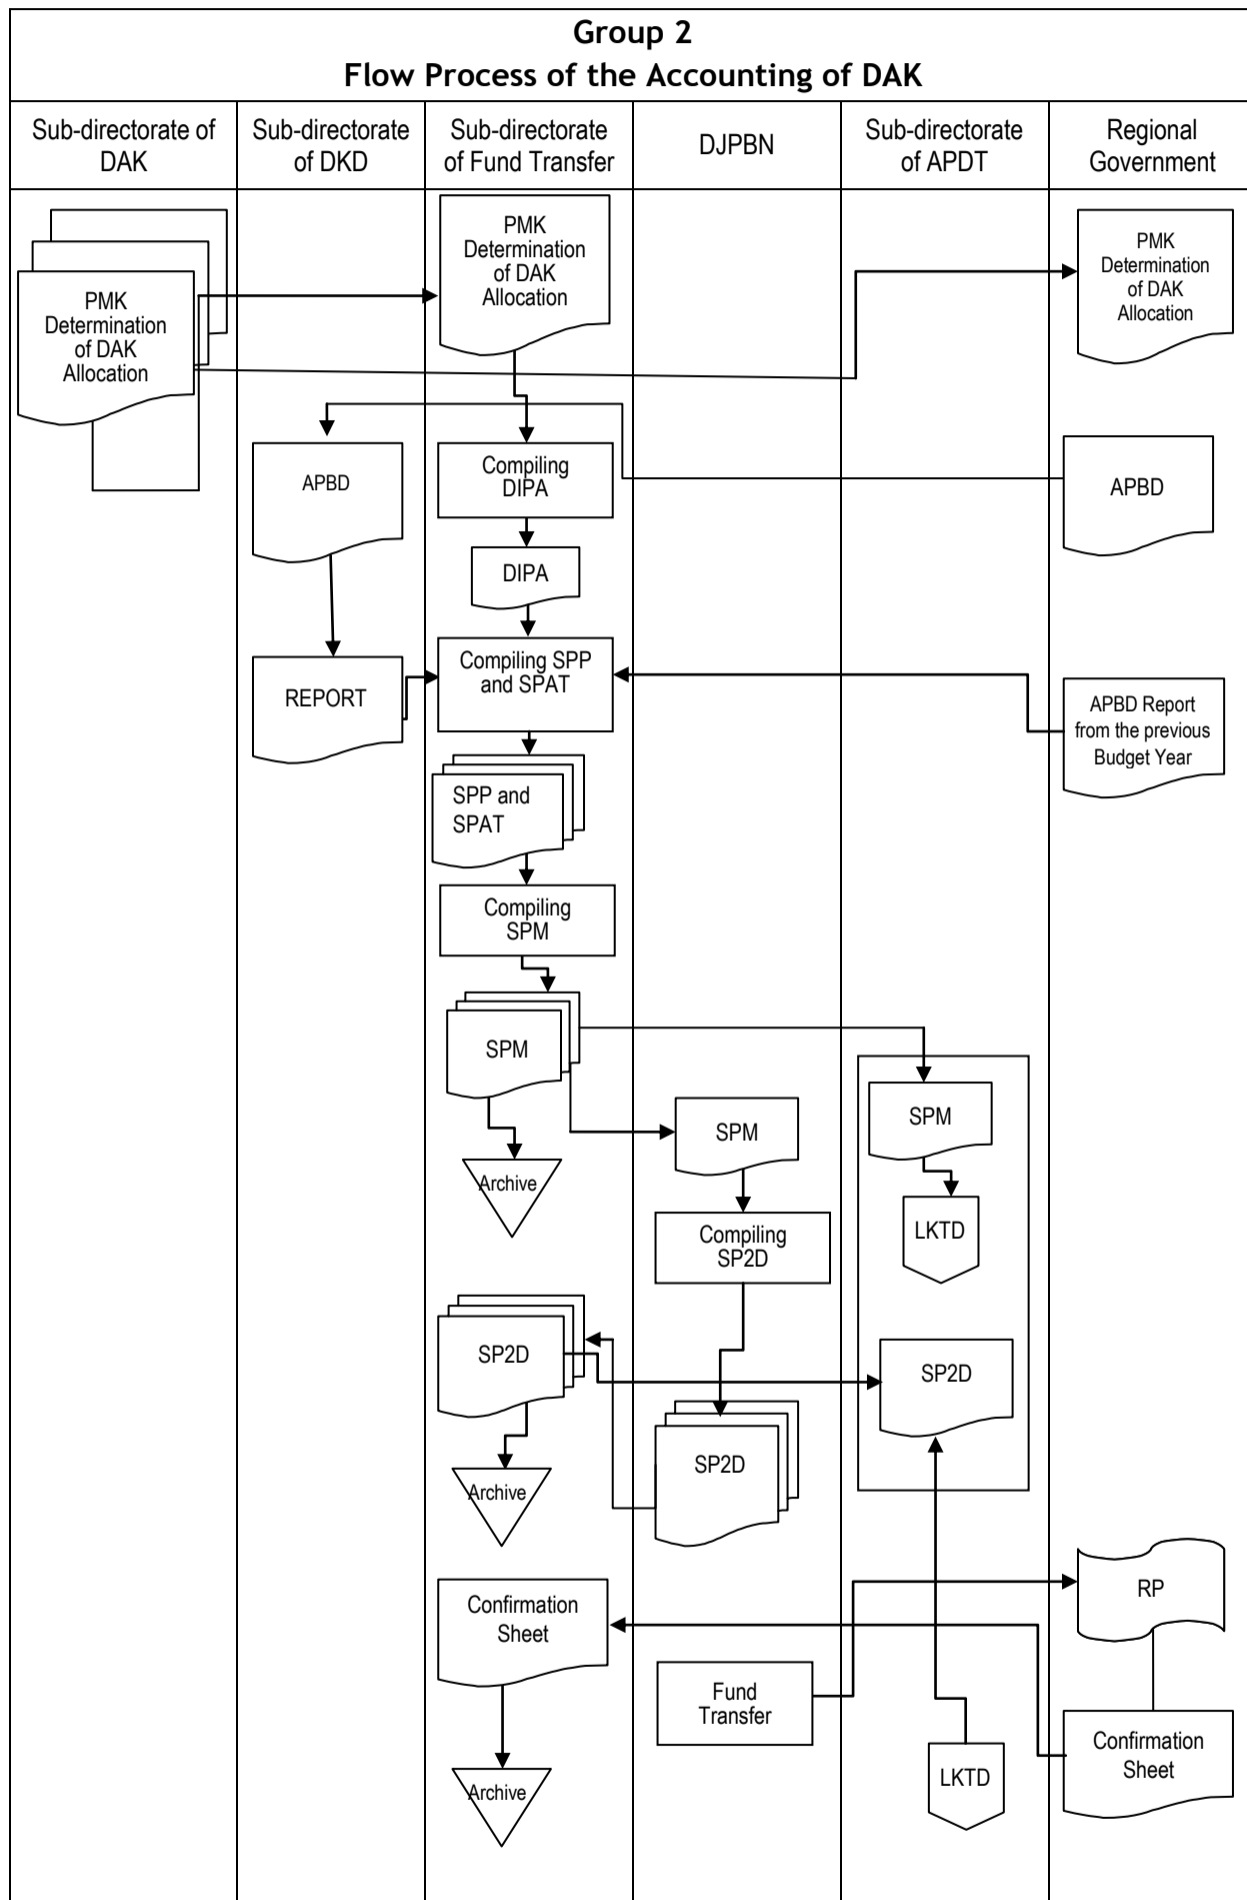 Group 2
Flow Process of the Accounting of DAK
Sub-directorate of
DAK
Sub-directorate
of DKD
Sub-directorate
of Fund Transfer
DJPBN
Sub-directorate
of APDT
Regional
Government
PMK
Determination
of DAK
Allocation
PMK
Determination
of DAK
Allocation
PMK
Determination
of DAK
Allocation
APBD
Compiling
DIPA
APBD
DIPA
REPORT
Compiling SPP
and SPAT
APBD Report
from the previous
Budget Year
SPP and
SPAT
Compiling
SPM
SPM
SPM
SPM
Archive
Compiling
SP2D
LKTD
SP2D
SP2D
SP2D
Archive
RP
Confirmation
Sheet
Fund
Transfer
Confirmation
Sheet
LKTD
Archive